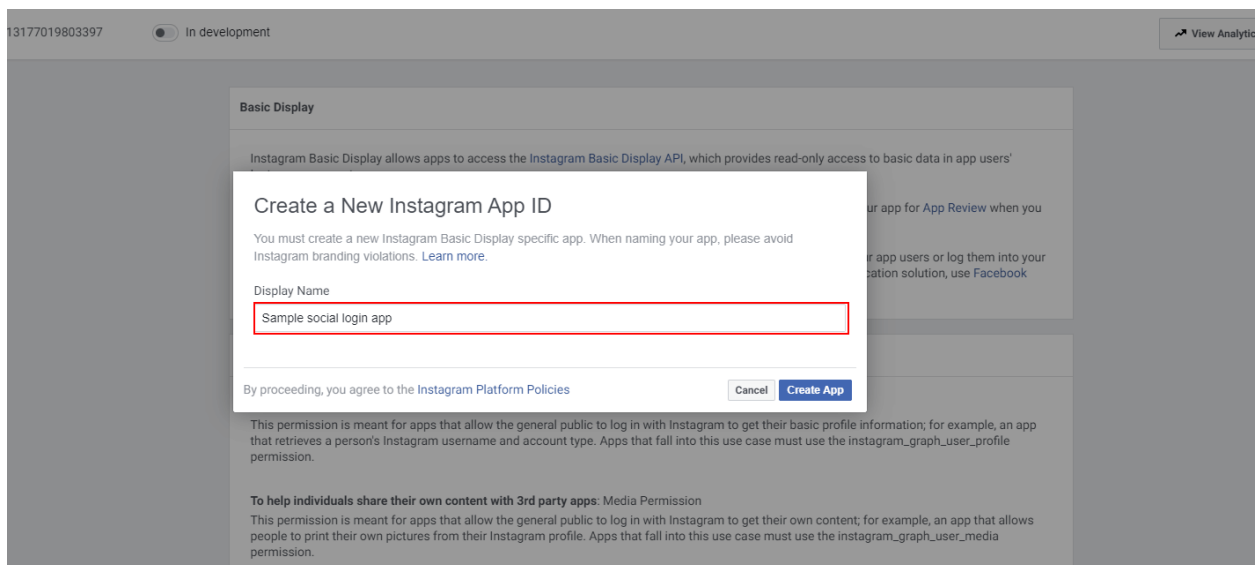 13177019803397
In development
View Analytic
Basic Display
Instagram Basic Display allows apps to access the Instagram Basic Display API, which provides read-only access to basic data in app users'
Create a New Instagram App ID
ur app for App Review when you
You must create a new Instagram Basic Display specific app. When naming your app, please avoid
Instagram branding violations. Learn more.
r app users or log them into your
cation solution, use Facebook
Display Name
Sample social login app
By proceeding, you agree to the Instagram Platform Policies
Cancel
Create App
This permission is meant for apps that allow the general public to log in with Instagram to get their basic profile information; for example, an app
that retrieves a person's Instagram username and account type. Apps that fall into this use case must use the instagram_graph_user_profile
permission.
To help individuals share their own content with 3rd party apps: Media Permission
This permission is meant for apps that allow the general public to log in with Instagram to get their own content; for example, an app that allows
people to print their own pictures from their Instagram profile. Apps that fall into this use case must use the instagram_graph_user_media
permission.